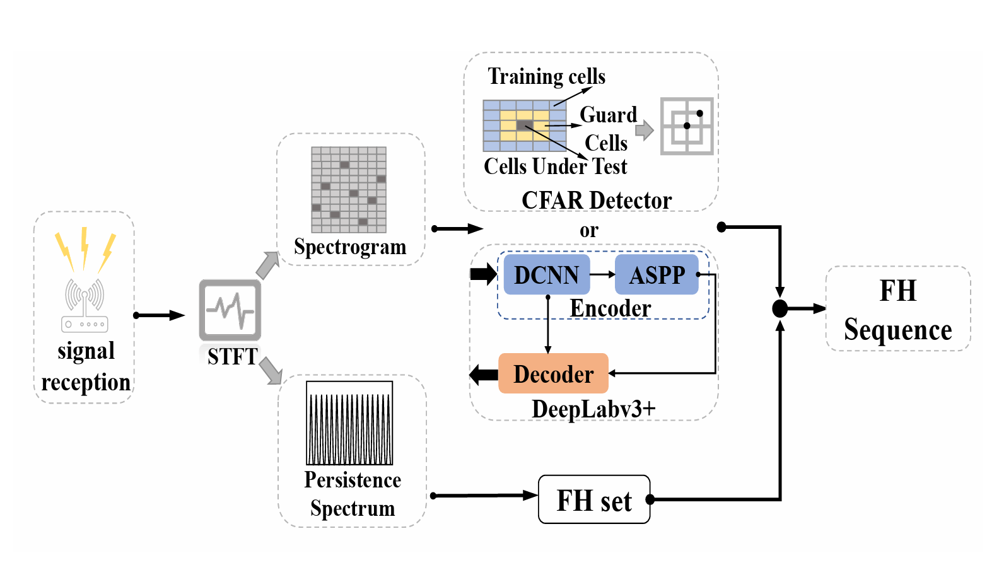 signal
reception
STFT
Spectrogram
Persistence
Spectrum
Training cells
Guard
Cells
Cells Under Test
CFAR Detector
or
DCNN
ASPP
Encoder
Decoder
DeepLabv3+
FH set
FH
Sequence